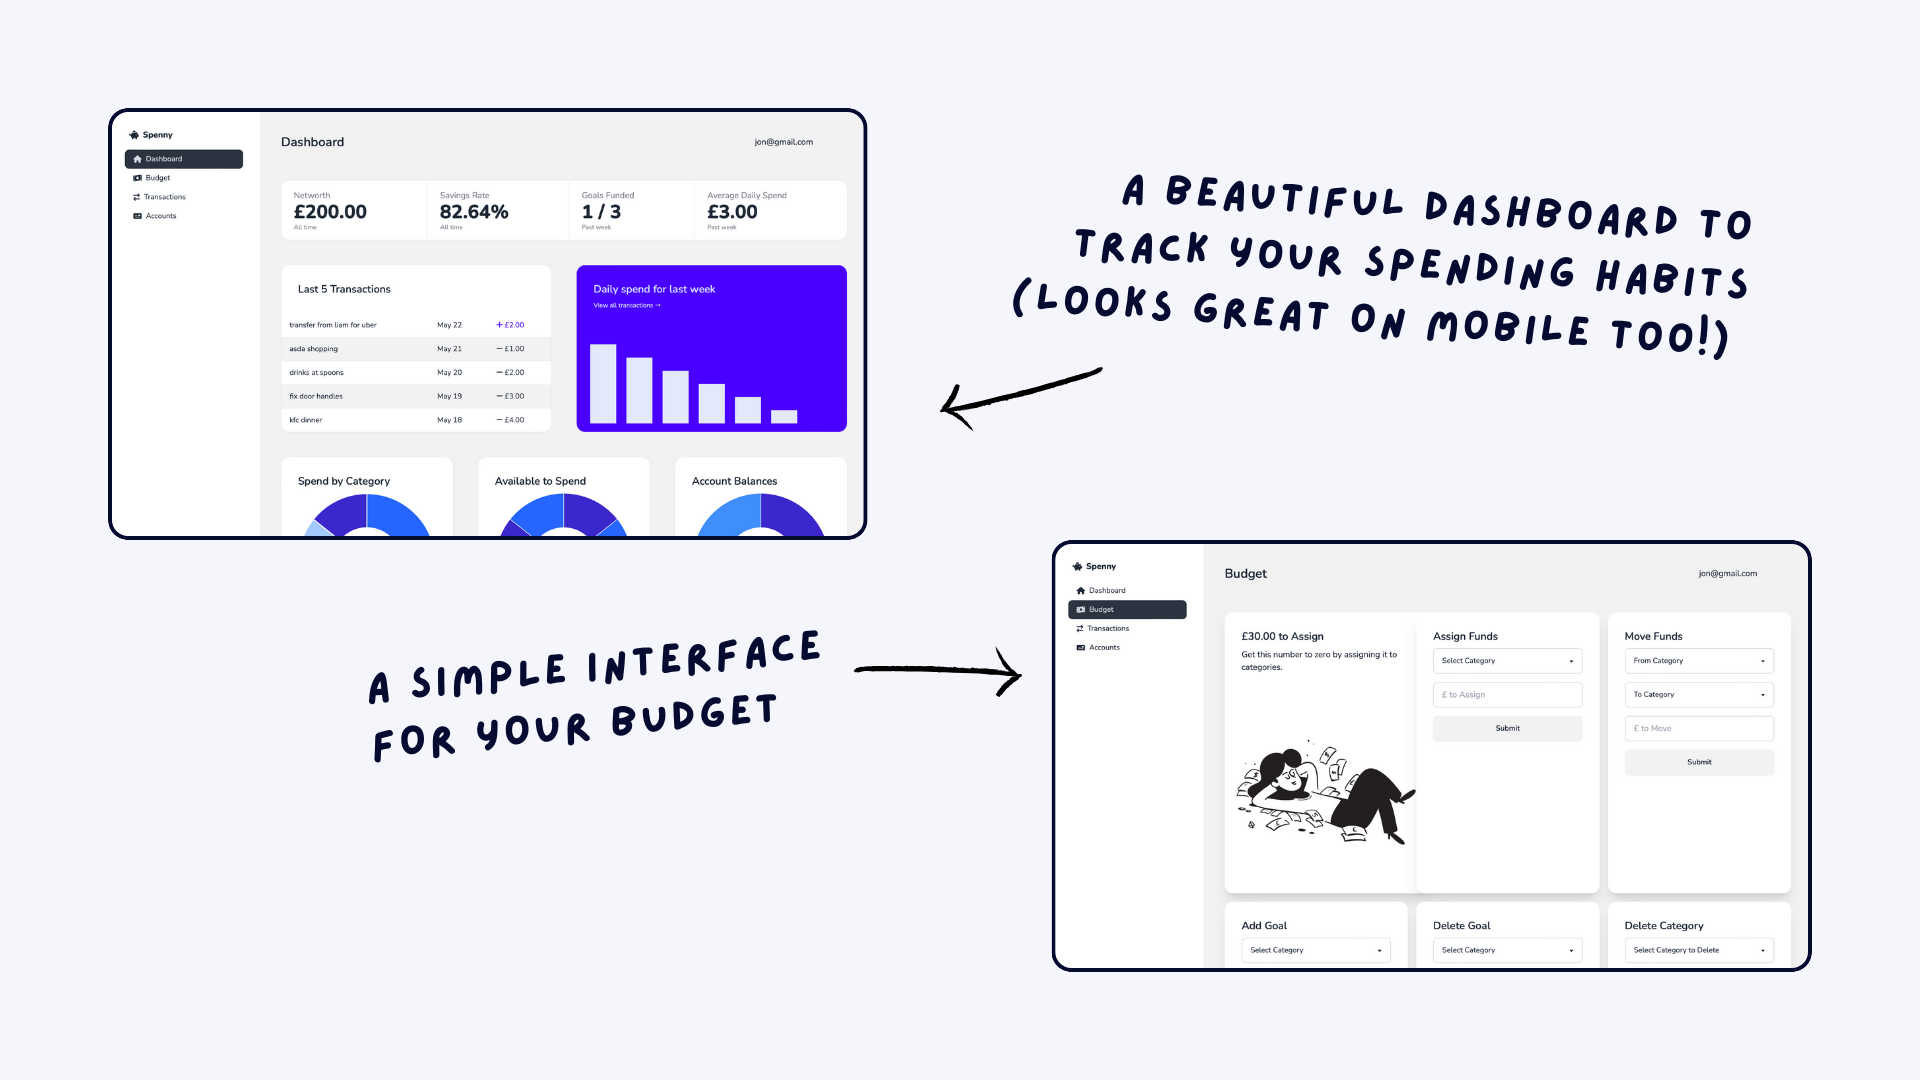 Spenny
Dashboard
Budget
Transactions
Accounts
Dashboard
jon@gmail.com
Networth
£200.00
All time
Savings Rate
82.64%
All time
Goals Funded
1 / 3
Past week
Average Daily Spend
£3.00
Past week
Last 5 Transactions
transfer from liam for uber May 22 + £2.00
asda shopping May 21 — £1.00
drinks at spoons May 20 — £2.00
fix door handles May 19 — £3.00
kfc dinner May 18 — £4.00
Daily spend for last week
View all transactions →
Spend by Category
Available to Spend
Account Balances
A BEAUTIFUL DASHBOARD TO
TRACK YOUR SPENDING HABITS
(LOOKS GREAT ON MOBILE TOO!)
A SIMPLE INTERFACE
FOR YOUR BUDGET
Spenny
Dashboard
Budget
Transactions
Accounts
Budget
jon@gmail.com
£30.00 to Assign
Get this number to zero by assigning it to
categories.
Assign Funds
Select Category
£ to Assign
Submit
Move Funds
From Category
To Category
£ to Move
Submit
Add Goal
Select Category
Delete Goal
Select Category
Delete Category
Select Category to Delete